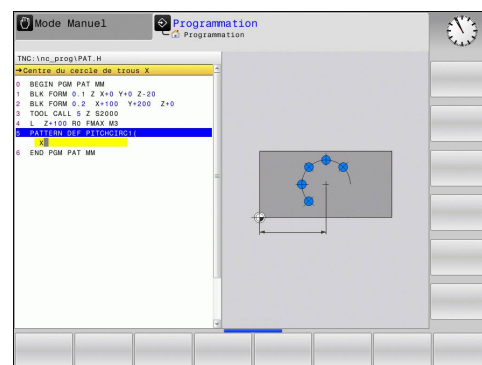 Mode Manuel
Programmation
Programmation
TNC:\nc_prog\PAT.H
→Centre du cercle de trous X
0 BEGIN PGM PAT MM
1 BLK FORM 0.1 Z X+0 Y+0 Z-20
2 BLK FORM 0.2 X+100 Y+200 Z+0
3 TOOL CALL 5 Z S2000
4 L Z+100 R0 FMAX M3
5 PATTERN DEF PITCHCIRC1(
X
6 END PGM PAT MM